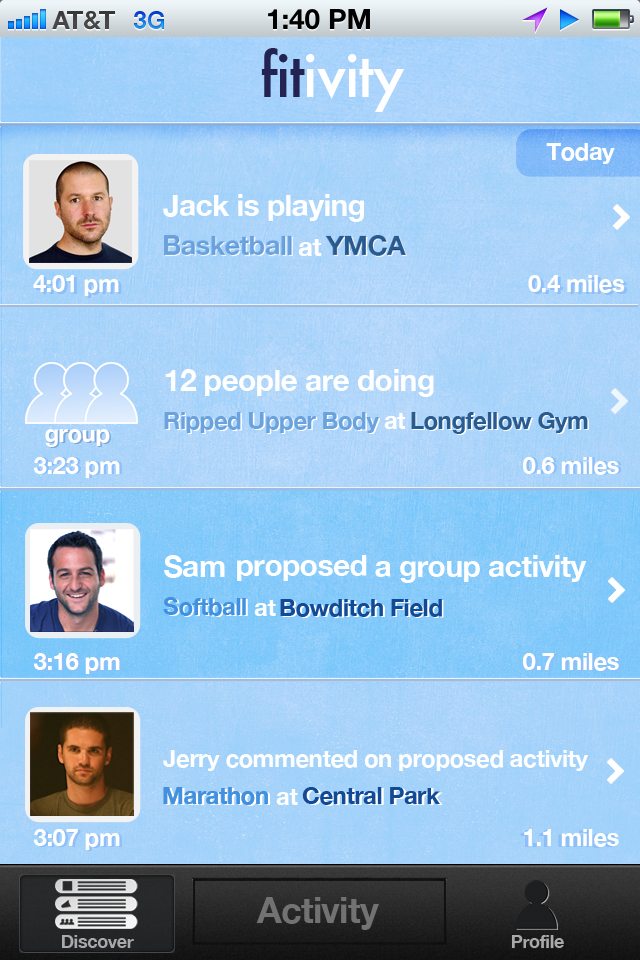 AT&T 3G 1:40 PM
fitivity
Today
Jack is playing
Basketball at YMCA
4:01 pm 0.4 miles
12 people are doing
Ripped Upper Body at Longfellow Gym
group
3:23 pm 0.6 miles
Sam proposed a group activity
Softball at Bowditch Field
3:16 pm 0.7 miles
Jerry commented on proposed activity
Marathon at Central Park
3:07 pm 1.1 miles
Activity
Discover Profile